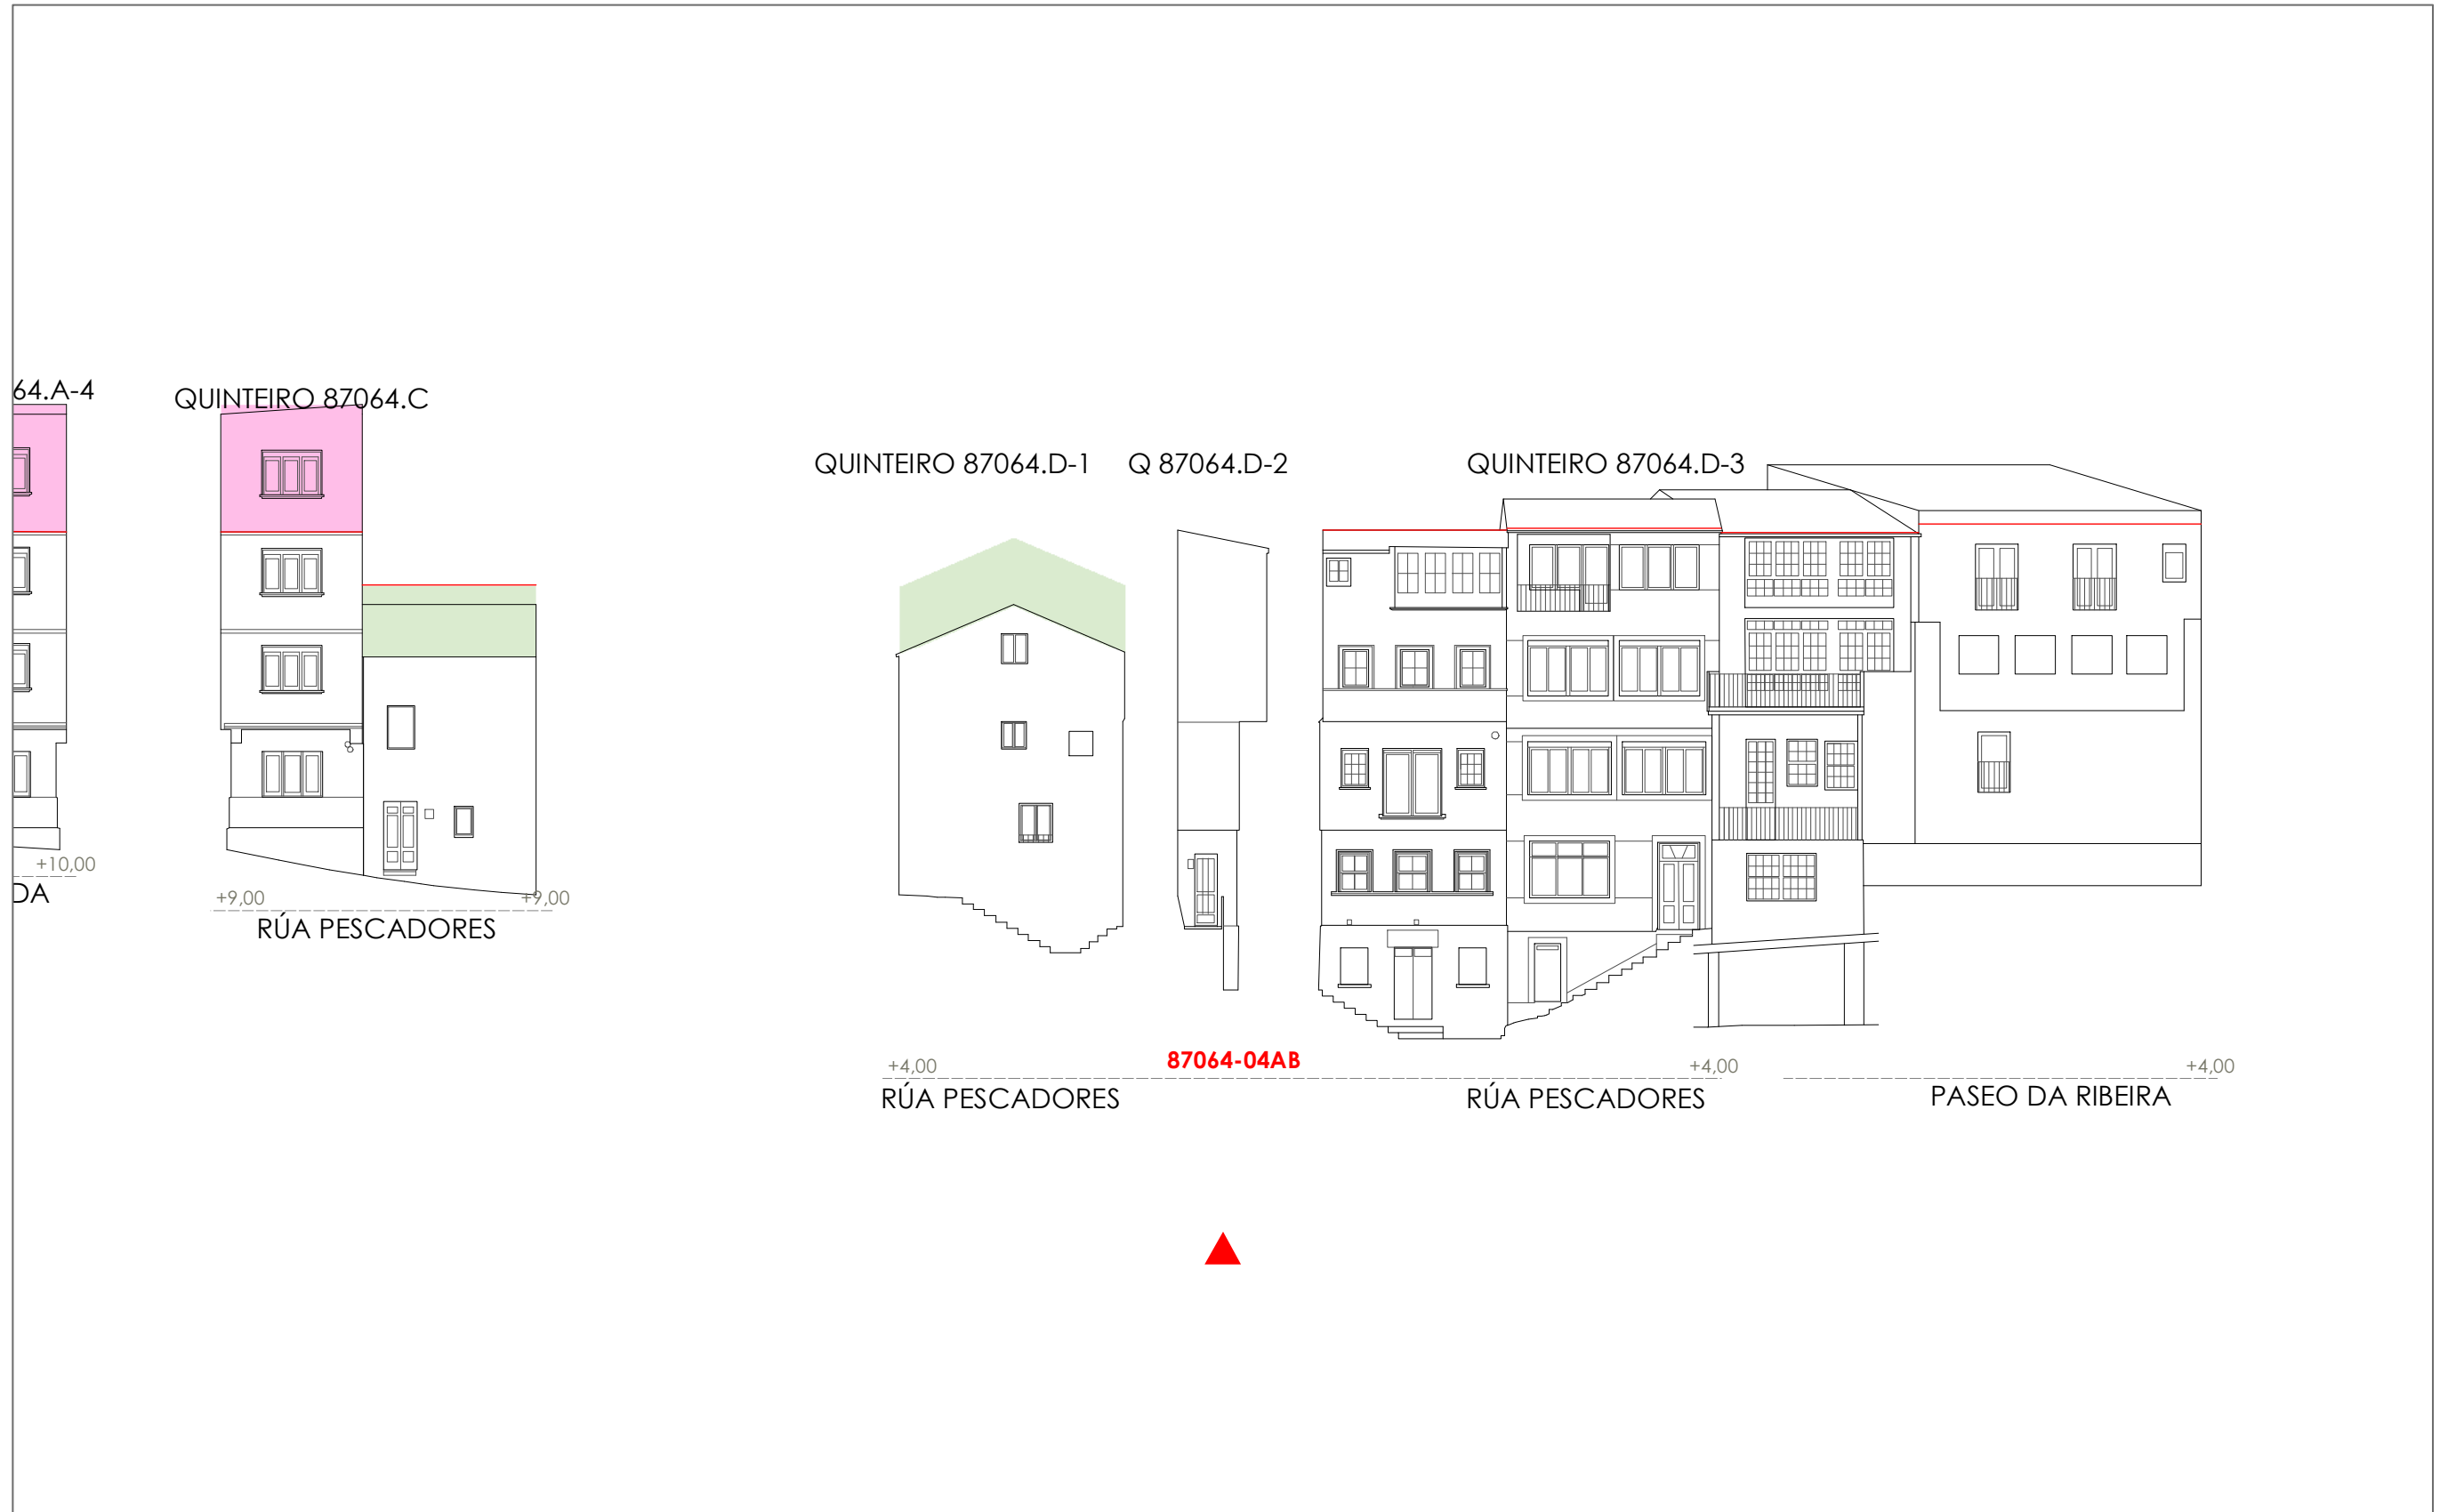 64.A-4
QUINTEIRO 87064.C
QUINTEIRO 87064.D-1
Q 87064.D-2
QUINTEIRO 87064.D-3
+10,00
DA
+9,00
+9,00
RÚA PESCADORES
+4,00
87064-04AB
+4,00
+4,00
RÚA PESCADORES
RÚA PESCADORES
PASEO DA RIBEIRA